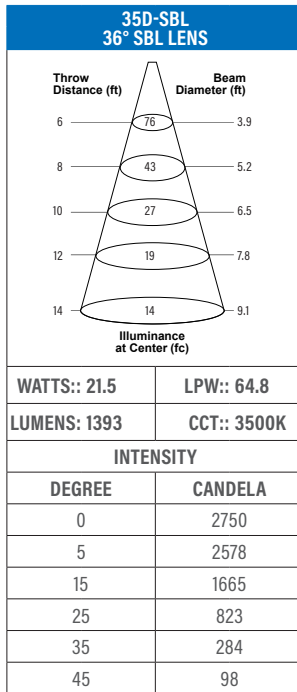 35D-SBL
36° SBL LENS
Throw Distance (ft)
Beam Diameter (ft)
6 76 3.9
8 43 5.2
10 27 6.5
12 19 7.8
14 14 9.1
Illuminance
at Center (fc)
WATTS:: 21.5 LPW:: 64.8
LUMENS: 1393 CCT:: 3500K
INTENSITY
DEGREE CANDELA
0 2750
5 2578
15 1665
25 823
35 284
45 98